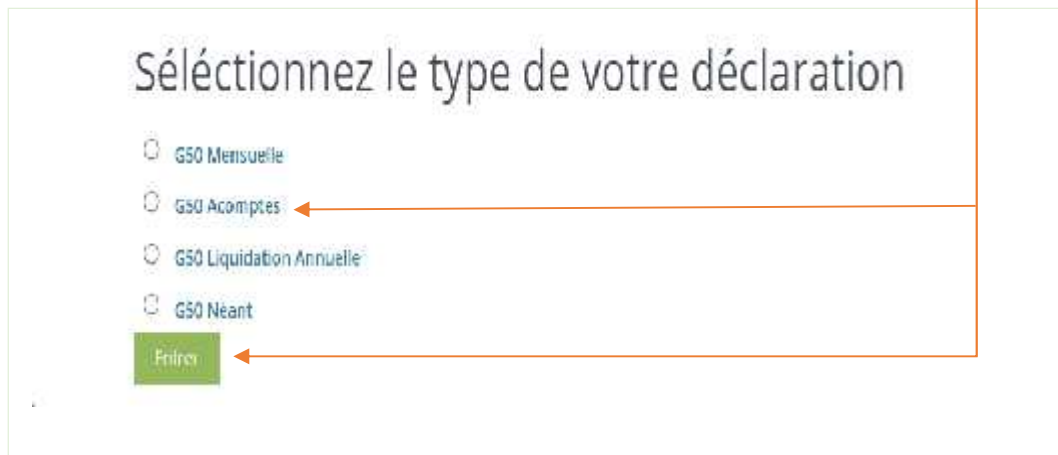 Séléctionnez le type de votre déclaration
G50 Mensuelle
G50 Acomptes
G50 Liquidation Annuelle
G50 Néant
Entrer